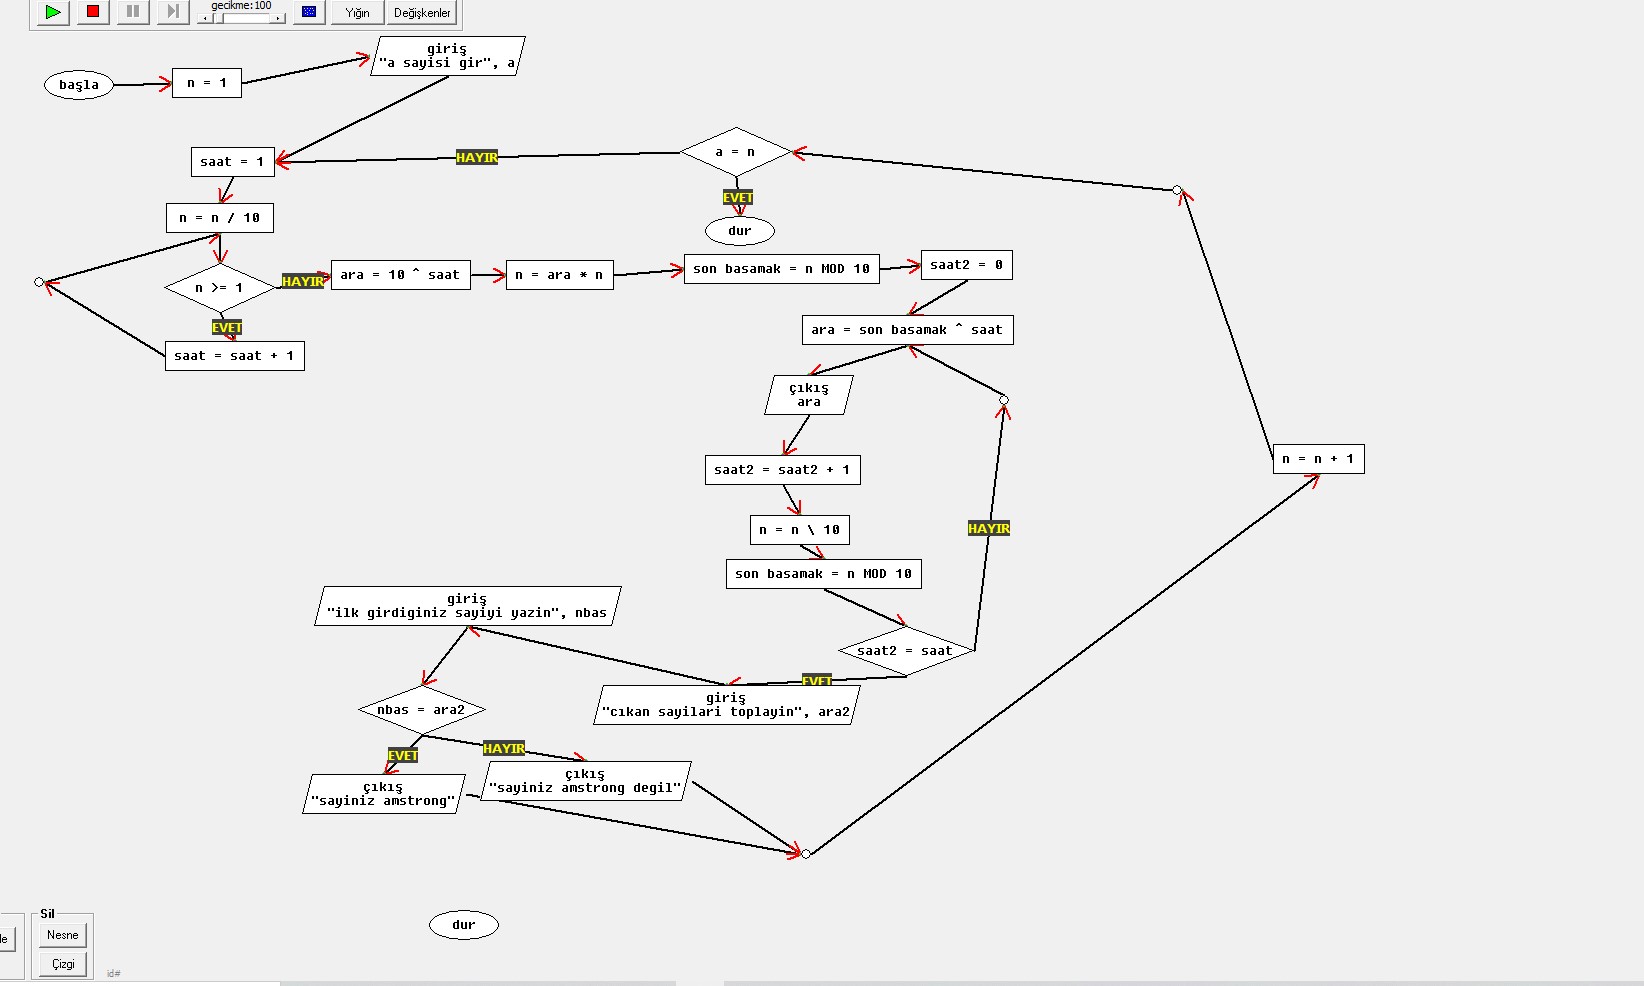 gecikme:100
Yığın
Değişkenler
başla
n = 1
giriş
"a sayisi gir", a
saat = 1
HAYIR
a = n
EVET
dur
n = n / 10
n >= 1
HAYIR
ara = 10 ^ saat
n = ara * n
son basamak = n MOD 10
saat2 = 0
EVET
saat = saat + 1
ara = son basamak ^ saat
çıkış
ara
saat2 = saat2 + 1
n = n \ 10
son basamak = n MOD 10
HAYIR
n = n + 1
saat2 = saat
EVET
giriş
"ilk girdiginiz sayiyi yazin", nbas
giriş
"cıkan sayilari toplayin", ara2
nbas = ara2
EVET
HAYIR
çıkış
"sayiniz amstrong"
çıkış
"sayiniz amstrong degil"
dur
Sil
Nesne
Çizgi
id#